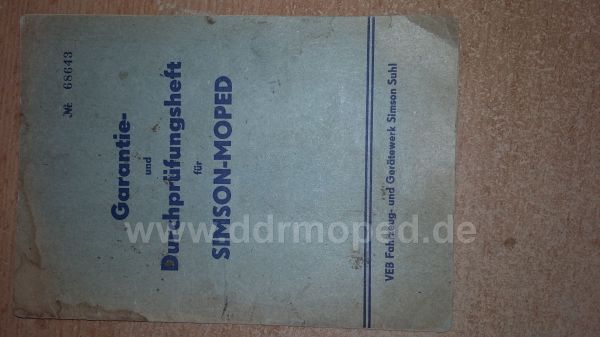 № 68643
Garantie-
und
Durchprüfungsheft
für
SIMSON-MOPED
VEB Fahrzeug- und Gerätewerk Simson Suhl
www.ddrmoped.de